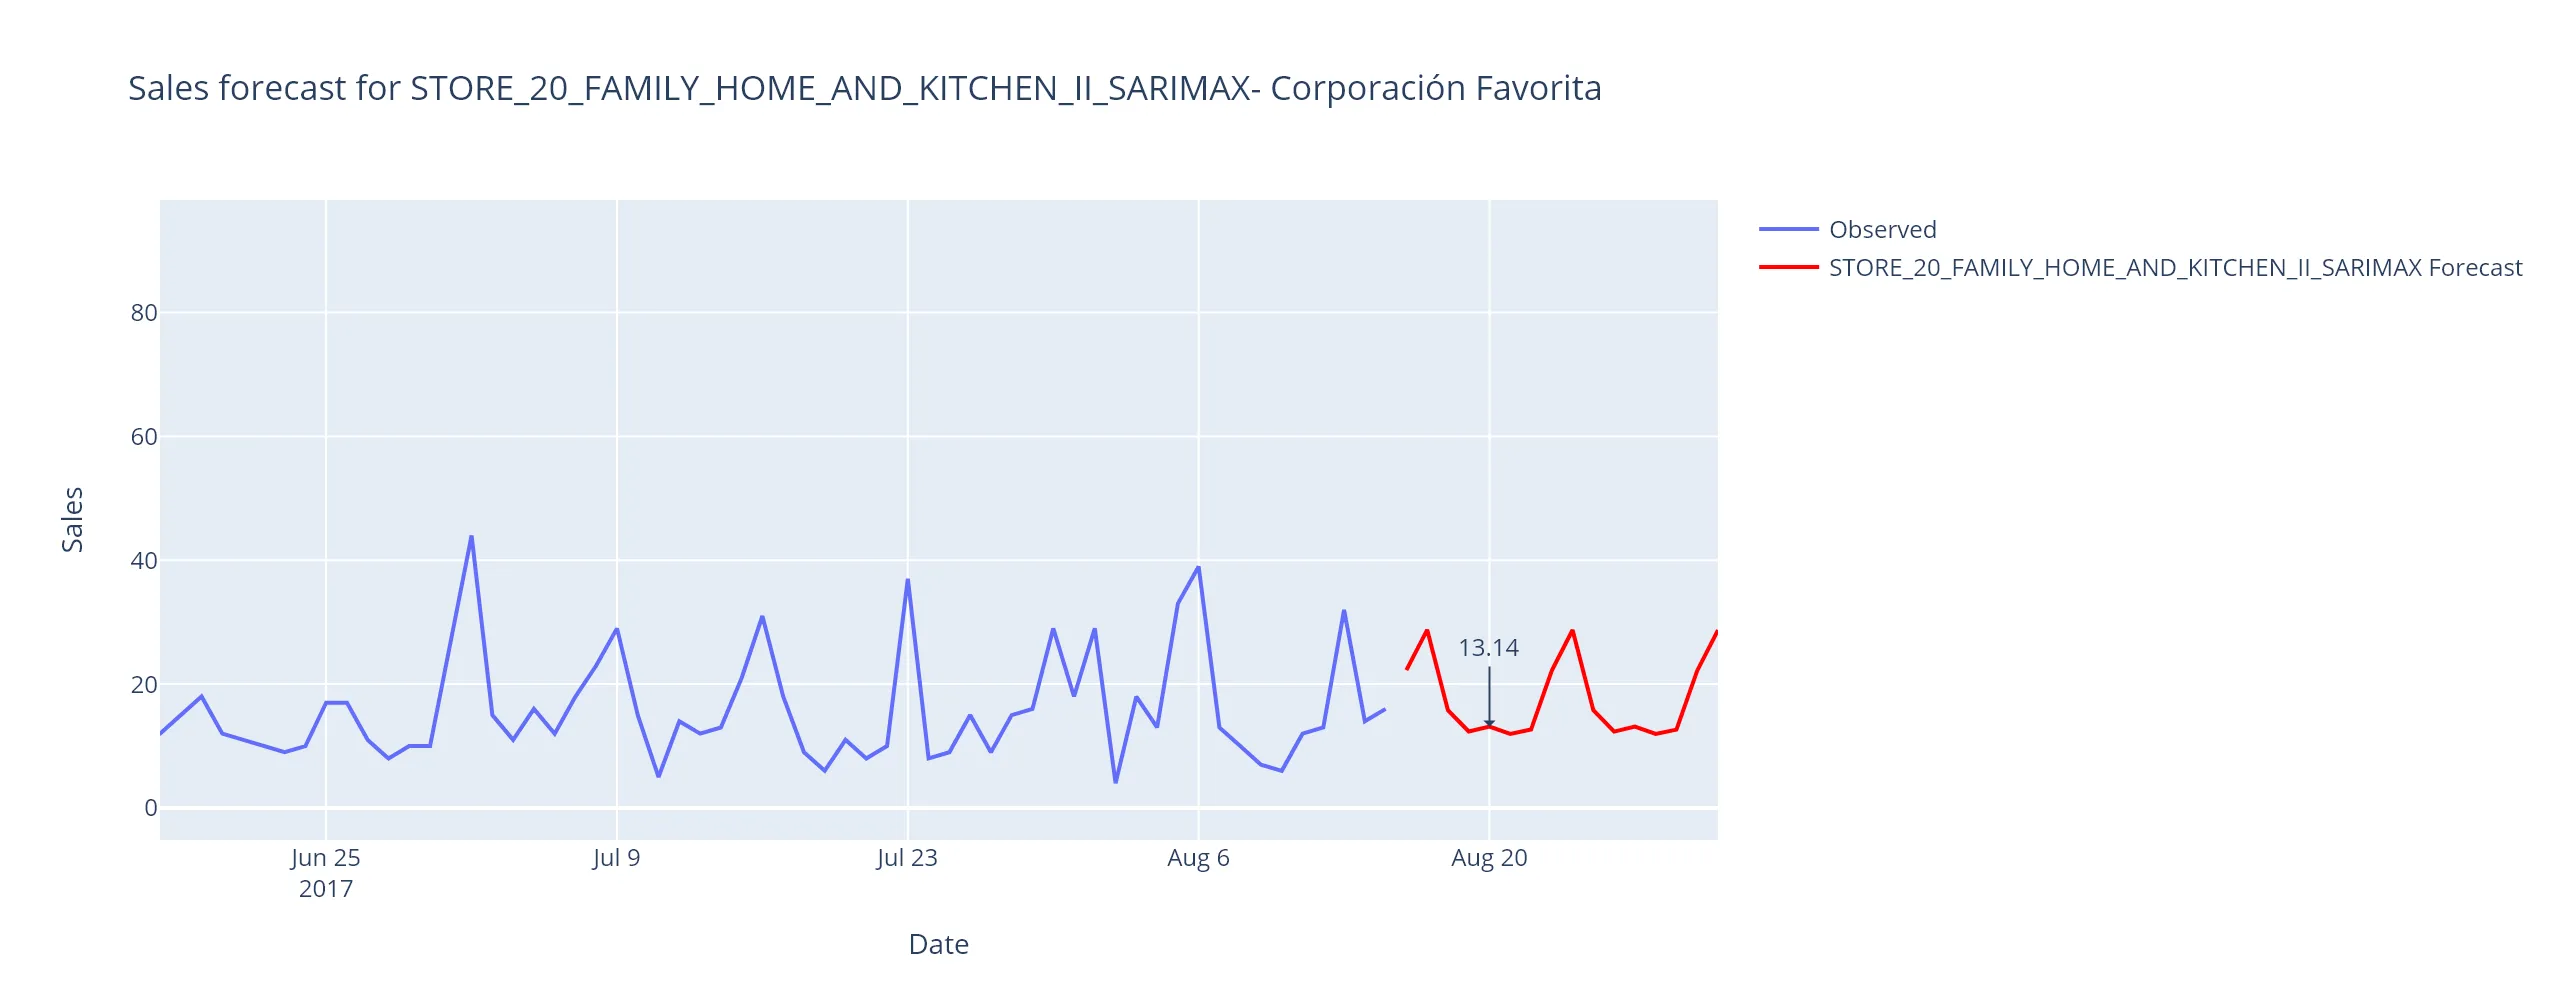 Sales forecast for STORE_20_FAMILY_HOME_AND_KITCHEN_II_SARIMAX- Corporación Favorita
Observed
STORE_20_FAMILY_HOME_AND_KITCHEN_II_SARIMAX Forecast
80
60
40
20
0
Sales
13.14
Jun 25
2017
Jul 9
Jul 23
Aug 6
Aug 20
Date